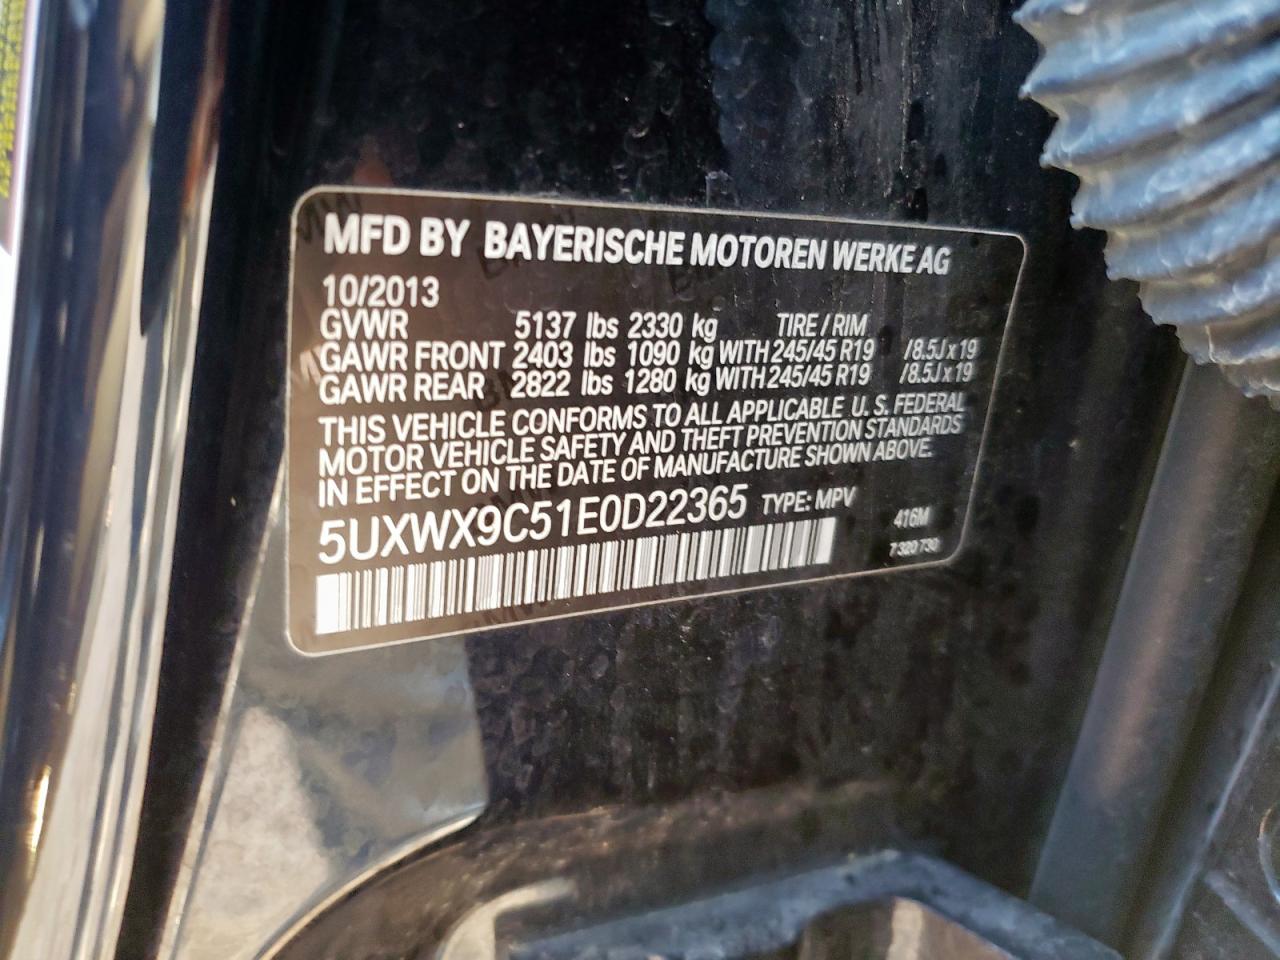 MFD BY BAYERISCHE MOTOREN WERKE AG
10/2013
GVWR 5137 lbs 2330 kg TIRE / RIM
GAWR FRONT 2403 lbs 1090 kg WITH 245/45 R19 /8.5J x 19
GAWR REAR 2822 lbs 1280 kg WITH 245/45 R19 /8.5J x 19
THIS VEHICLE CONFORMS TO ALL APPLICABLE U. S. FEDERAL
MOTOR VEHICLE SAFETY AND THEFT PREVENTION STANDARDS
IN EFFECT ON THE DATE OF MANUFACTURE SHOWN ABOVE.
5UXWX9C51E0D22365 TYPE: MPV
416M
7 320 730